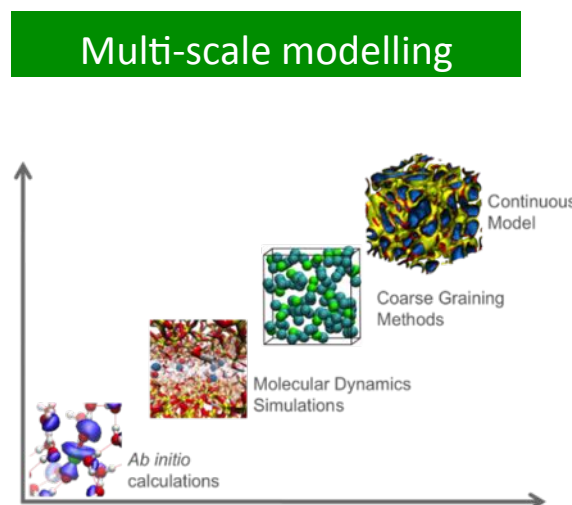 Multi-scale modelling
Continuous
Model
Coarse Graining
Methods
Molecular Dynamics
Simulations
Ab initio
calculations